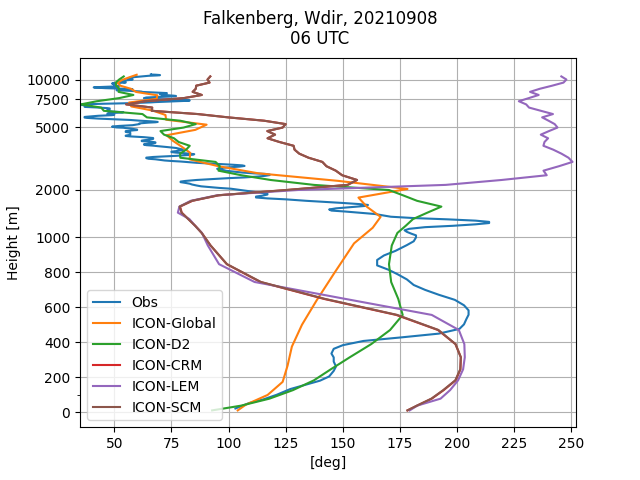 Falkenberg, Wdir, 20210908
06 UTC
Height [m]
10000
7500
5000
2000
1000
800
600
400
200
0
Obs
ICON-Global
ICON-D2
ICON-CRM
ICON-LEM
ICON-SCM
50 75 100 125 150 175 200 225 250
[deg]